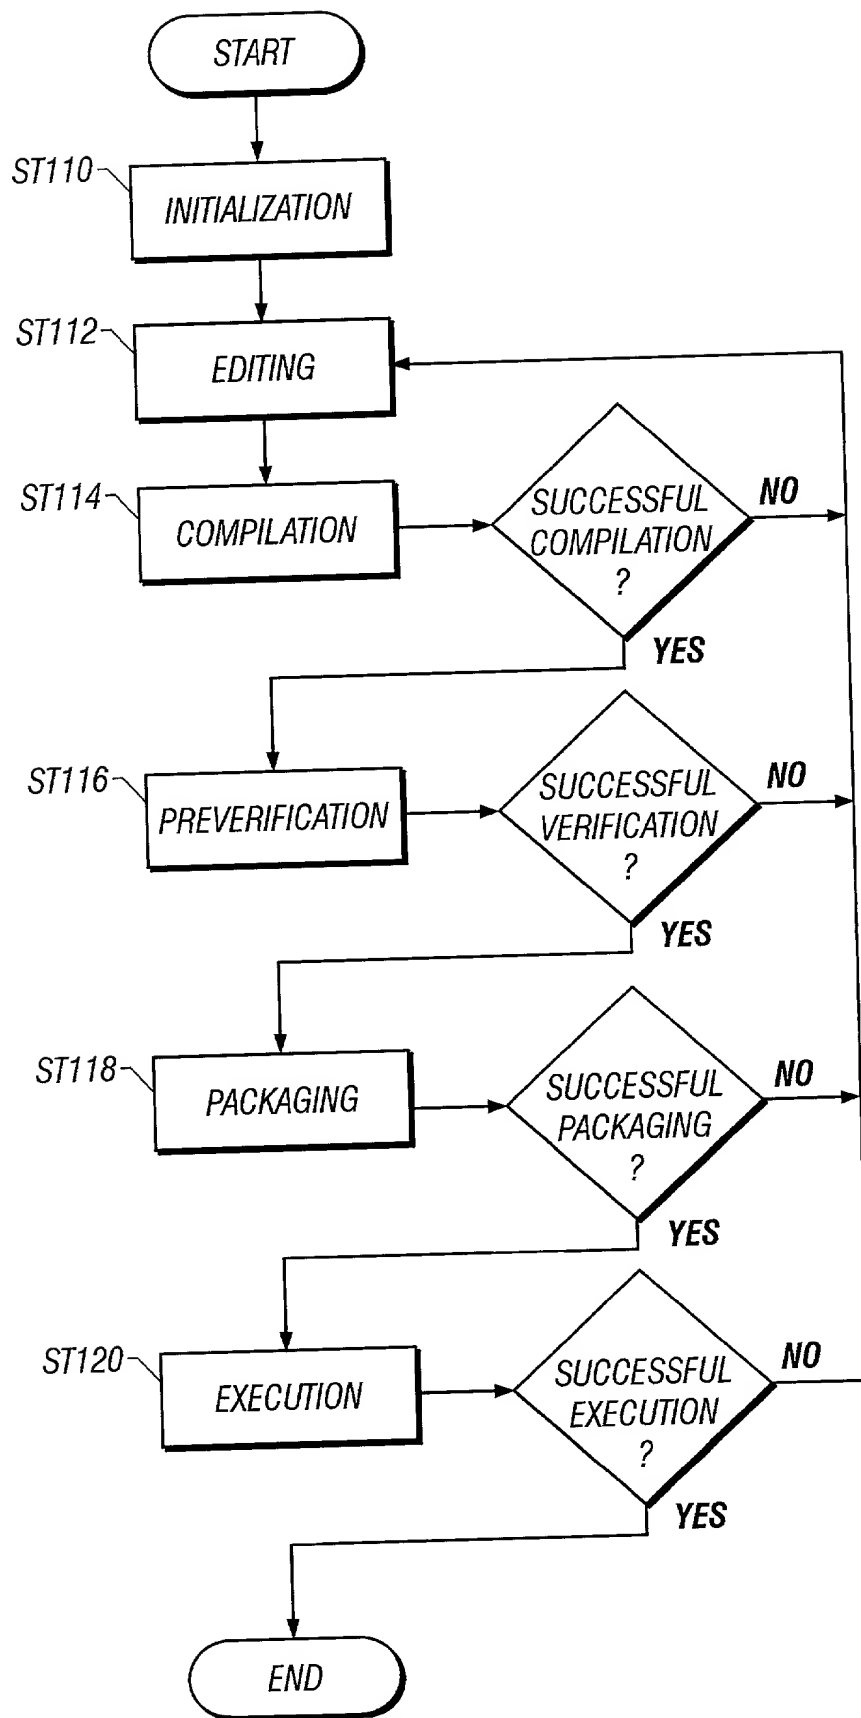 START
ST110
INITIALIZATION
ST112
EDITING
ST114
COMPILATION
SUCCESSFUL
COMPILATION
?
NO
YES
ST116
PREVERIFICATION
SUCCESSFUL
VERIFICATION
?
NO
YES
ST118
PACKAGING
SUCCESSFUL
PACKAGING
?
NO
YES
ST120
EXECUTION
SUCCESSFUL
EXECUTION
?
NO
YES
END